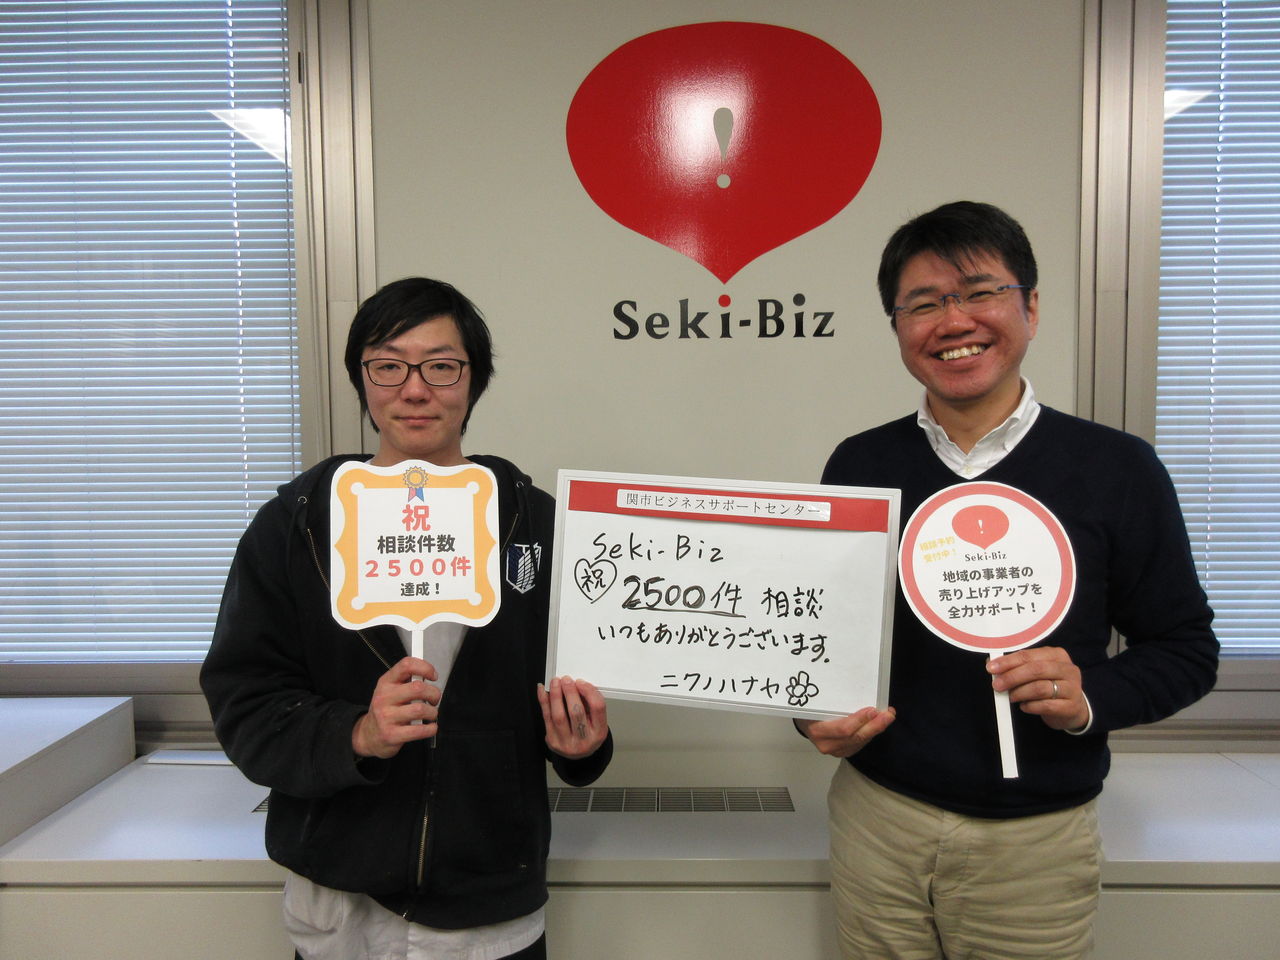 !
Seki-Biz
祝
相談件数
2500件
達成！
関市ビジネスサポートセンター
Seki-Biz
祝 2500件 相談
いつもありがとうございます.
ニワノハナヤ
相談予約
受付中！
!
Seki-Biz
地域の事業者の
売り上げアップを
全力サポート！